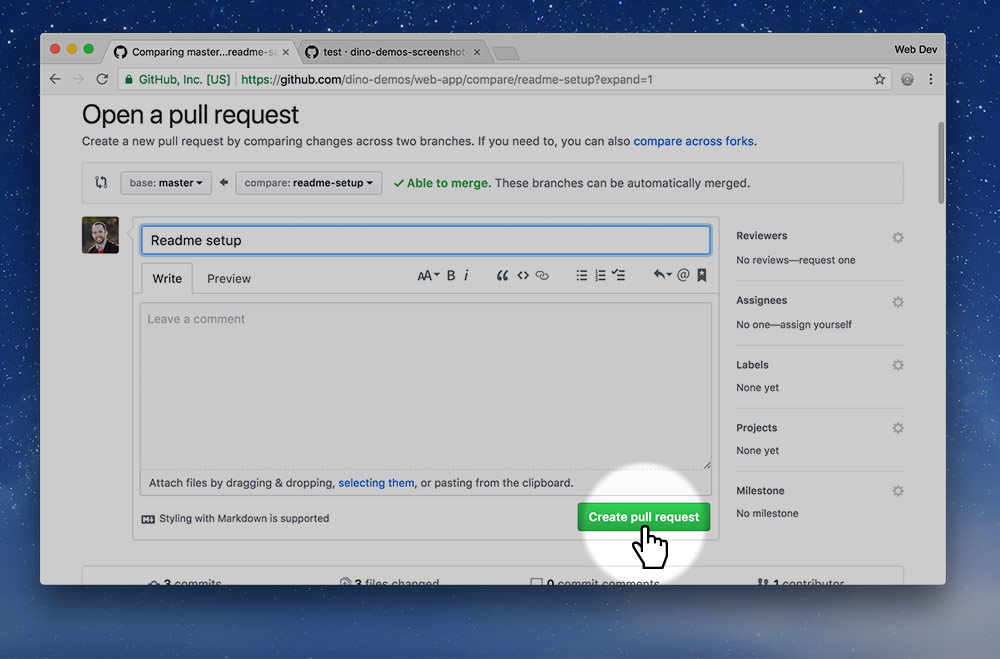 Comparing master...readme-se
test · dino-demos-screenshot-
Web Dev
GitHub, Inc. [US]
https://github.com/dino-demos/web-app/compare/readme-setup?expand=1
Open a pull request
Create a new pull request by comparing changes across two branches. If you need to, you can also compare across forks.
base: master
compare: readme-setup
Able to merge. These branches can be automatically merged.
Readme setup
Write
Preview
AA
B
i
@
Leave a comment
Attach files by dragging & dropping, selecting them, or pasting from the clipboard.
Styling with Markdown is supported
Create pull request
Reviewers
No reviews—request one
Assignees
No one—assign yourself
Labels
None yet
Projects
None yet
Milestone
No milestone
3 commits
3 files changed
0 commit comments
1 contributor